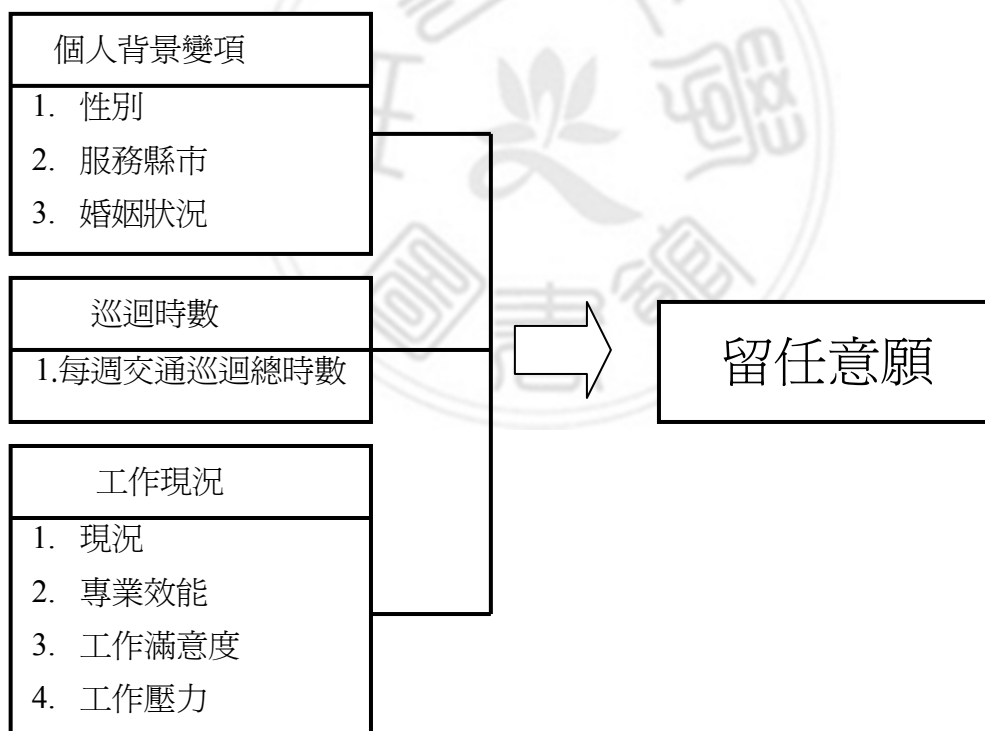 個人背景變項
1. 性別
2. 服務縣市
3. 婚姻狀況
巡迴時數
1.每週交通巡迴總時數
工作現況
1. 現況
2. 專業效能
3. 工作滿意度
4. 工作壓力
留任意願